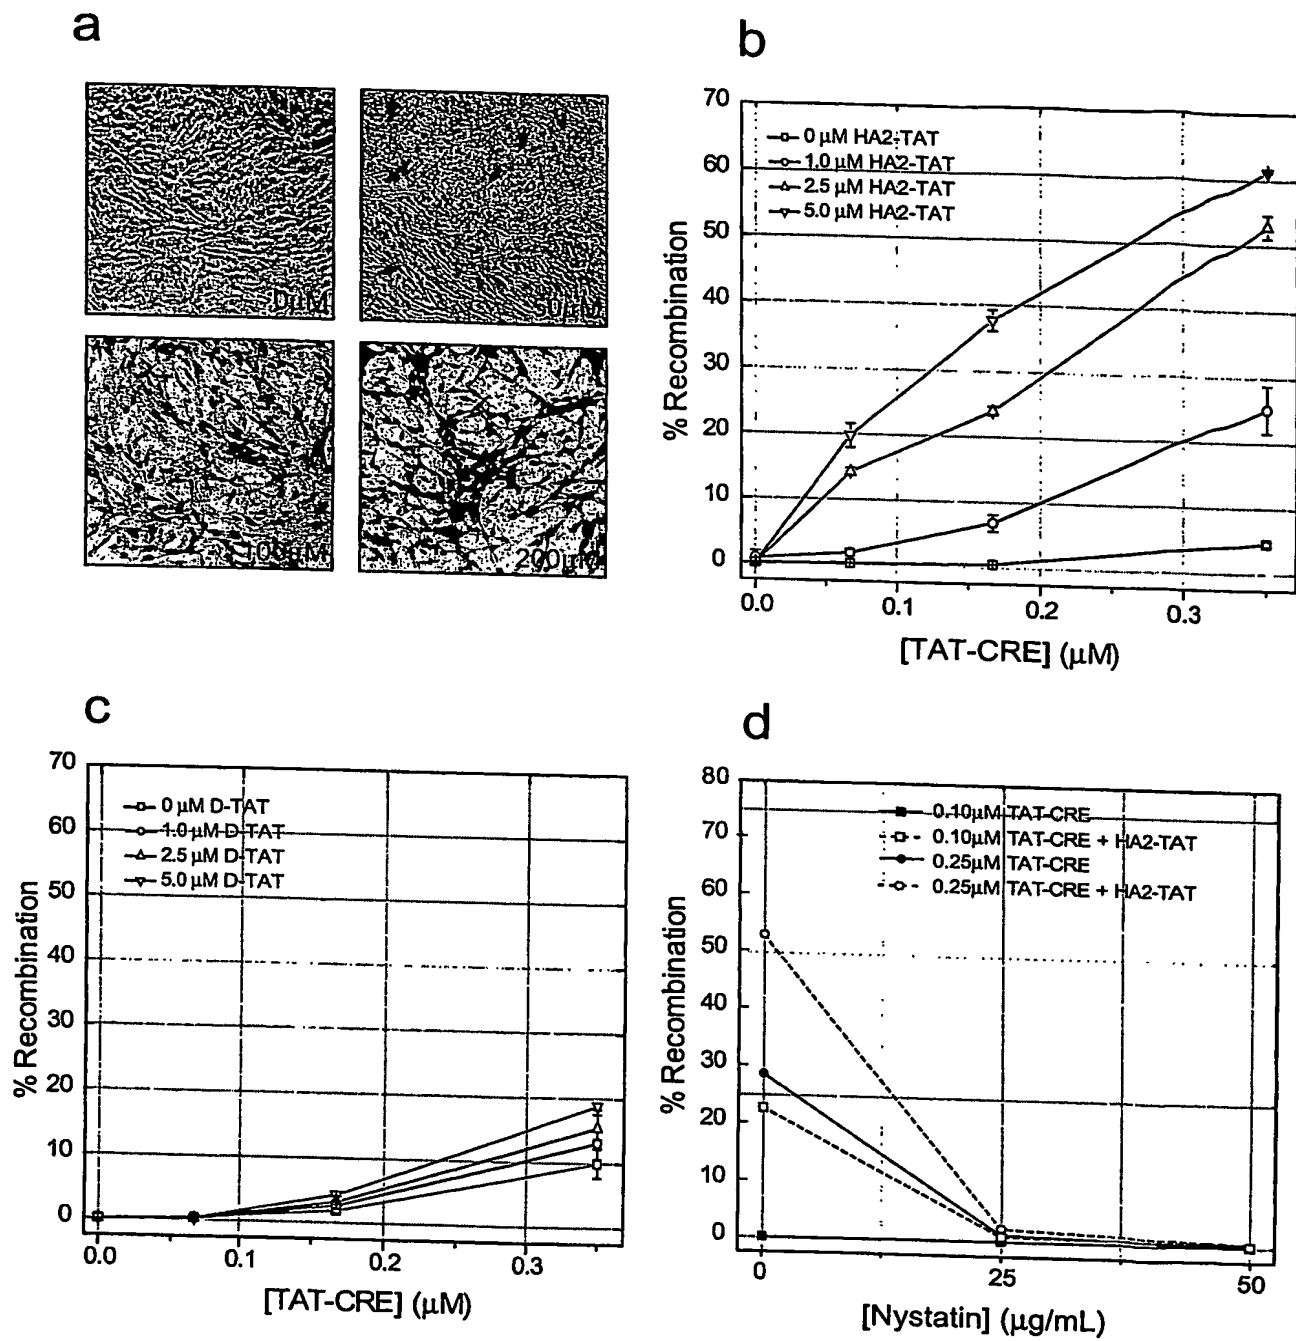 a
0μM
50μM
100μM
200μM
b
70
60
50
40
30
20
10
0
% Recombination
0 μM HA2-TAT
1.0 μM HA2-TAT
2.5 μM HA2-TAT
5.0 μM HA2-TAT
0.0 0.1 0.2 0.3
[TAT-CRE] (μM)
c
70
60
50
40
30
20
10
0
% Recombination
0 μM D-TAT
1.0 μM D-TAT
2.5 μM D-TAT
5.0 μM D-TAT
0.0 0.1 0.2 0.3
[TAT-CRE] (μM)
d
80
70
60
50
40
30
20
10
0
% Recombination
0.10μM TAT-CRE
0.10μM TAT-CRE + HA2-TAT
0.25μM TAT-CRE
0.25μM TAT-CRE + HA2-TAT
0 25 50
[Nystatin] (μg/mL)